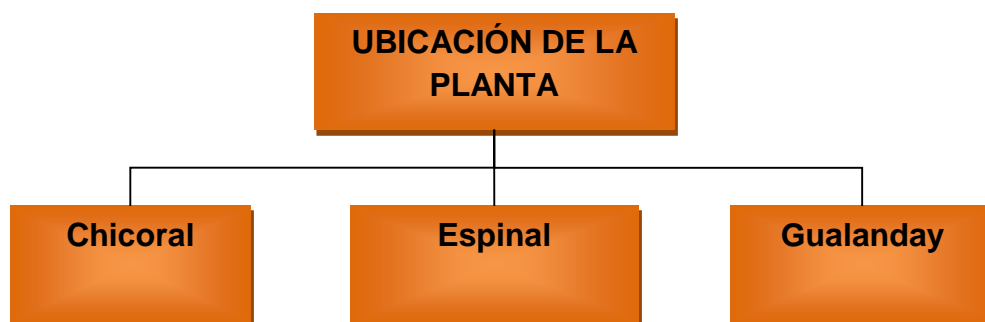 UBICACIÓN DE LA
PLANTA
Chicoral
Espinal
Gualanday